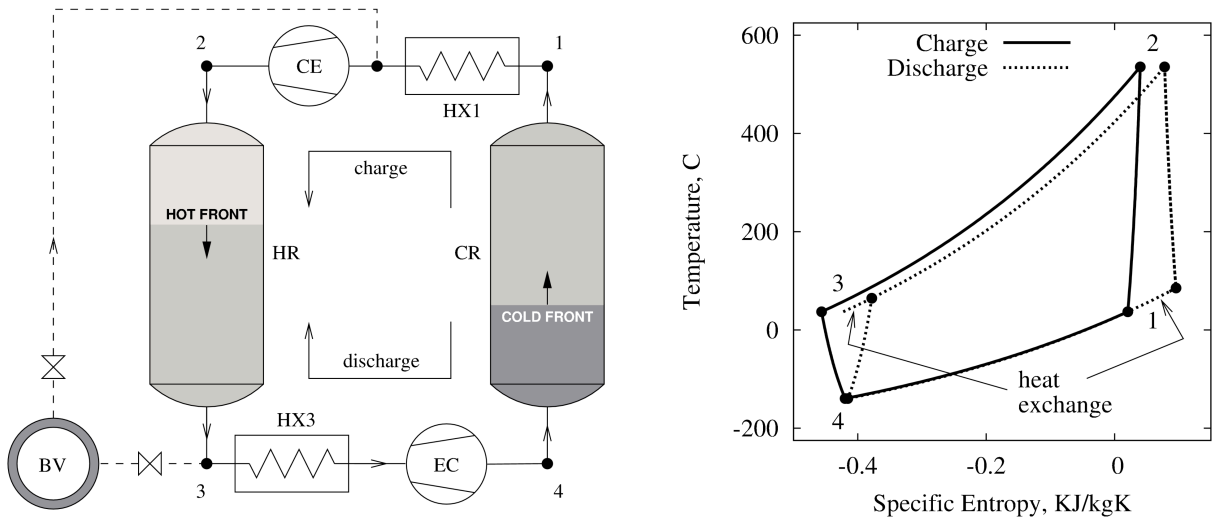 2
CE
1
HX1
charge
HOT FRONT
HR
CR
COLD FRONT
discharge
HX3
BV
EC
3
4
Charge
Discharge
2
600
400
200
0
-200
3
1
4
heat
exchange
-0.4
-0.2
0
Temperature, C
Specific Entropy, KJ/kgK